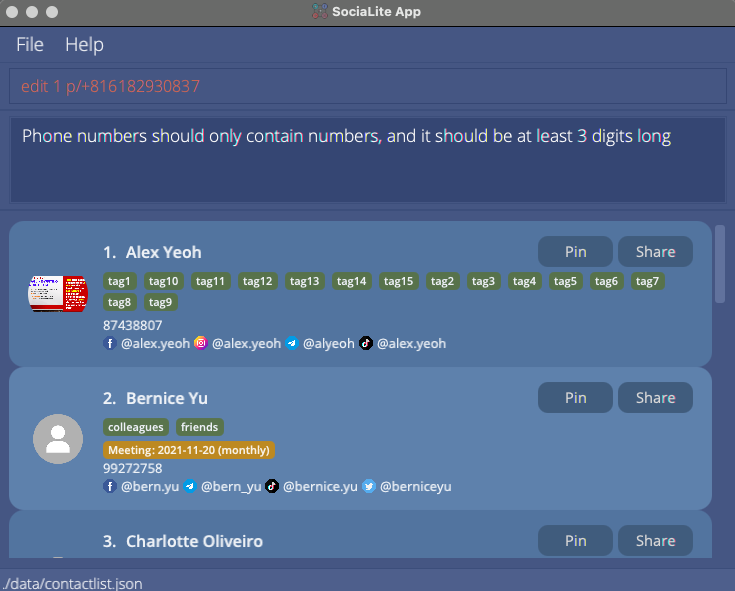 SociaLite App
File Help
edit 1 p/+816182930837
Phone numbers should only contain numbers, and it should be at least 3 digits long
1. Alex Yeoh
Pin Share
tag1 tag10 tag11 tag12 tag13 tag14 tag15 tag2 tag3 tag4 tag5 tag6 tag7
tag8 tag9
87438807
@alex.yeoh @alex.yeoh @alyeoh @alex.yeoh
2. Bernice Yu
Pin Share
colleagues friends
Meeting: 2021-11-20 (monthly)
99272758
@bern.yu @bern_yu @bernice.yu @berniceyu
3. Charlotte Oliveiro
Pin Share
./data/contactlist.json